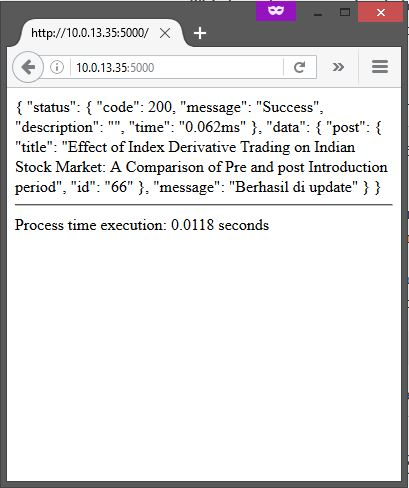 http://10.0.13.35:5000/
10.0.13.35:5000
{ "status": { "code": 200, "message": "Success",
"description": "", "time": "0.062ms" }, "data": { "post": {
"title": "Effect of Index Derivative Trading on Indian
Stock Market: A Comparison of Pre and post Introduction
period", "id": "66" }, "message": "Berhasil di update" } }
Process time execution: 0.0118 seconds